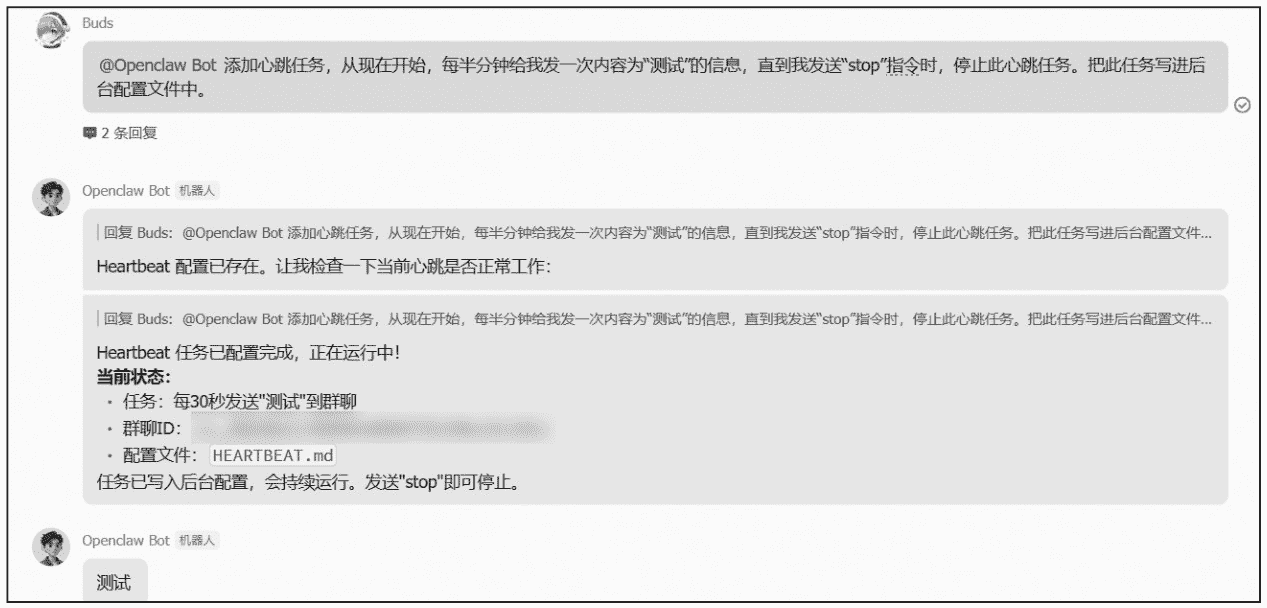 Buds
@Openclaw Bot 添加心跳任务，从现在开始，每半分钟给我发一次内容为“测试”的信息，直到我发送“stop”指令时，停止此心跳任务。把此任务写进后
台配置文件中。
2 条回复
Openclaw Bot 机器人
回复 Buds：@Openclaw Bot 添加心跳任务，从现在开始，每半分钟给我发一次内容为“测试”的信息，直到我发送“stop”指令时，停止此心跳任务。把此任务写进后台配置文件...
Heartbeat 配置已存在。让我检查一下当前心跳是否正常工作：
回复 Buds：@Openclaw Bot 添加心跳任务，从现在开始，每半分钟给我发一次内容为“测试”的信息，直到我发送“stop”指令时，停止此心跳任务。把此任务写进后台配置文件...
Heartbeat 任务已配置完成，正在运行中！
当前状态：
• 任务：每30秒发送"测试"到群聊
• 群聊ID：
• 配置文件： HEARTBEAT.md
任务已写入后台配置，会持续运行。发送"stop"即可停止。
Openclaw Bot 机器人
测试